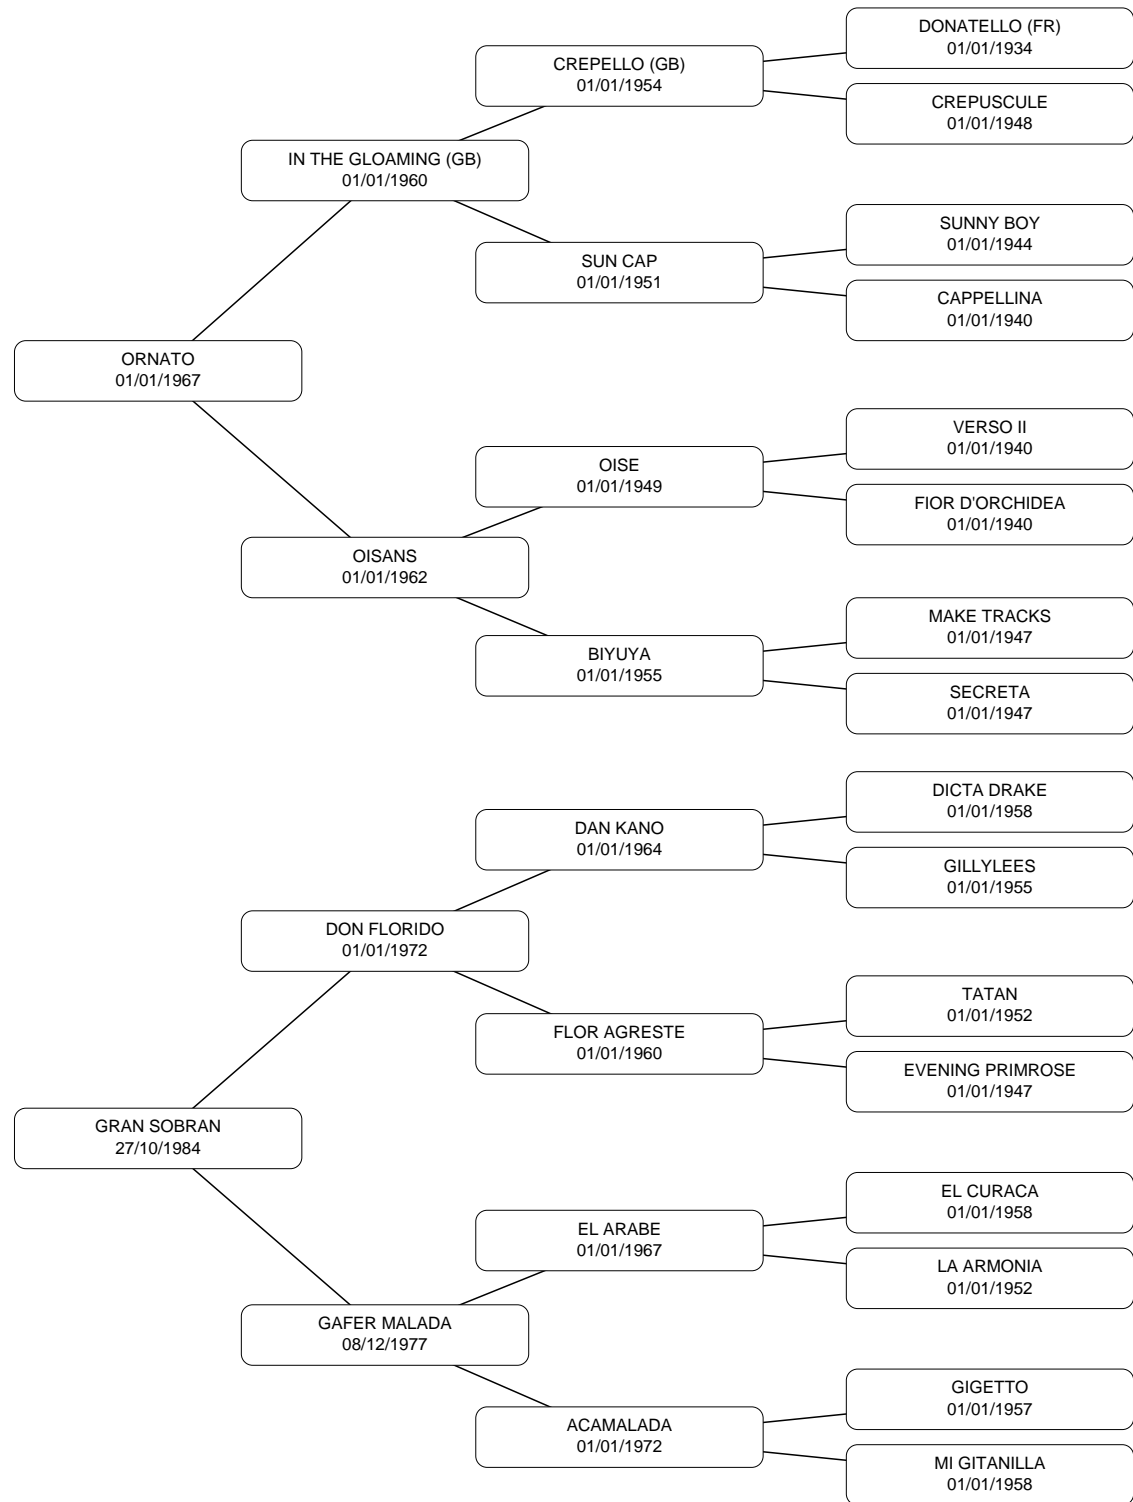 DONATELLO (FR)
01/01/1934
CREPELLO (GB)
01/01/1954
CREPUSCULE
01/01/1948
IN THE GLOAMING (GB)
01/01/1960
SUNNY BOY
01/01/1944
SUN CAP
01/01/1951
CAPPELLINA
01/01/1940
ORNATO
01/01/1967
VERSO II
01/01/1940
OISE
01/01/1949
FIOR D'ORCHIDEA
01/01/1940
OISANS
01/01/1962
MAKE TRACKS
01/01/1947
BIYUYA
01/01/1955
SECRETA
01/01/1947
DICTA DRAKE
01/01/1958
DAN KANO
01/01/1964
GILLYLEES
01/01/1955
DON FLORIDO
01/01/1972
TATAN
01/01/1952
FLOR AGRESTE
01/01/1960
EVENING PRIMROSE
01/01/1947
GRAN SOBRAN
27/10/1984
EL CURACA
01/01/1958
EL ARABE
01/01/1967
LA ARMONIA
01/01/1952
GAFER MALADA
08/12/1977
GIGETTO
01/01/1957
ACAMALADA
01/01/1972
MI GITANILLA
01/01/1958